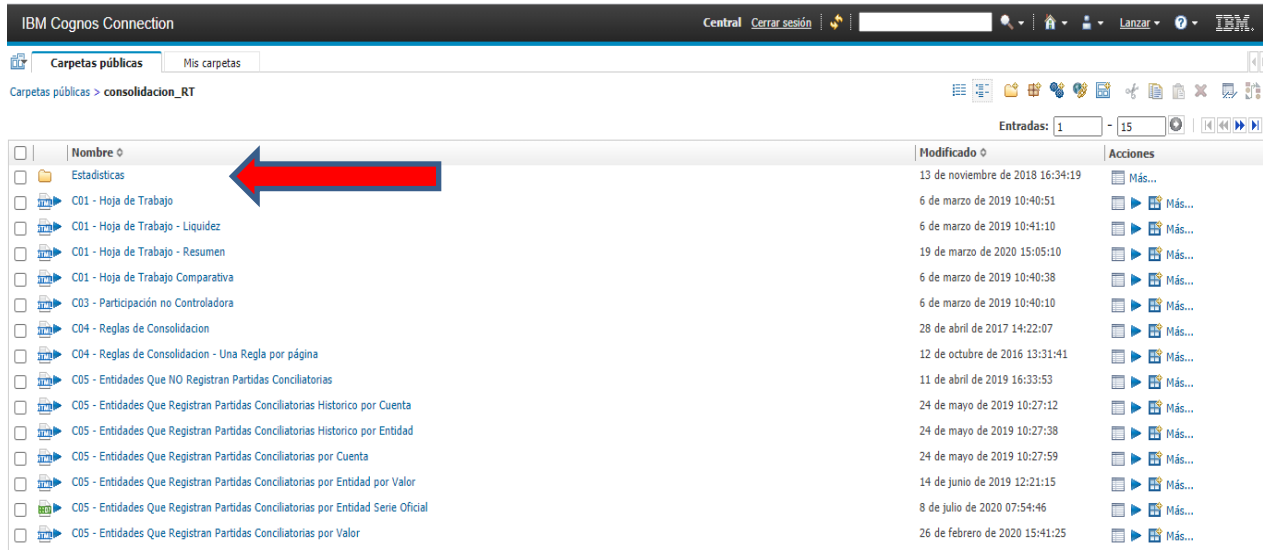 IBM Cognos Connection Central Cerrar sesión Lanzar IBM.
Carpetas públicas Mis carpetas
Carpetas públicas > consolidacion_RT
Entradas: 1 - 15
Nombre Modificado Acciones
Estadisticas 13 de noviembre de 2018 16:34:19 Más...
C01 - Hoja de Trabajo 6 de marzo de 2019 10:40:51 Más...
C01 - Hoja de Trabajo - Liquidez 6 de marzo de 2019 10:41:10 Más...
C01 - Hoja de Trabajo - Resumen 19 de marzo de 2020 15:05:10 Más...
C01 - Hoja de Trabajo Comparativa 6 de marzo de 2019 10:40:38 Más...
C03 - Participación no Controladora 6 de marzo de 2019 10:40:10 Más...
C04 - Reglas de Consolidacion 28 de abril de 2017 14:22:07 Más...
C04 - Reglas de Consolidacion - Una Regla por página 12 de octubre de 2016 13:31:41 Más...
C05 - Entidades Que NO Registran Partidas Conciliatorias 11 de abril de 2019 16:33:53 Más...
C05 - Entidades Que Registran Partidas Conciliatorias Historico por Cuenta 24 de mayo de 2019 10:27:12 Más...
C05 - Entidades Que Registran Partidas Conciliatorias Historico por Entidad 24 de mayo de 2019 10:27:38 Más...
C05 - Entidades Que Registran Partidas Conciliatorias por Cuenta 24 de mayo de 2019 10:27:59 Más...
C05 - Entidades Que Registran Partidas Conciliatorias por Entidad por Valor 14 de junio de 2019 12:21:15 Más...
C05 - Entidades Que Registran Partidas Conciliatorias por Entidad Serie Oficial 8 de julio de 2020 07:54:46 Más...
C05 - Entidades Que Registran Partidas Conciliatorias por Valor 26 de febrero de 2020 15:41:25 Más...